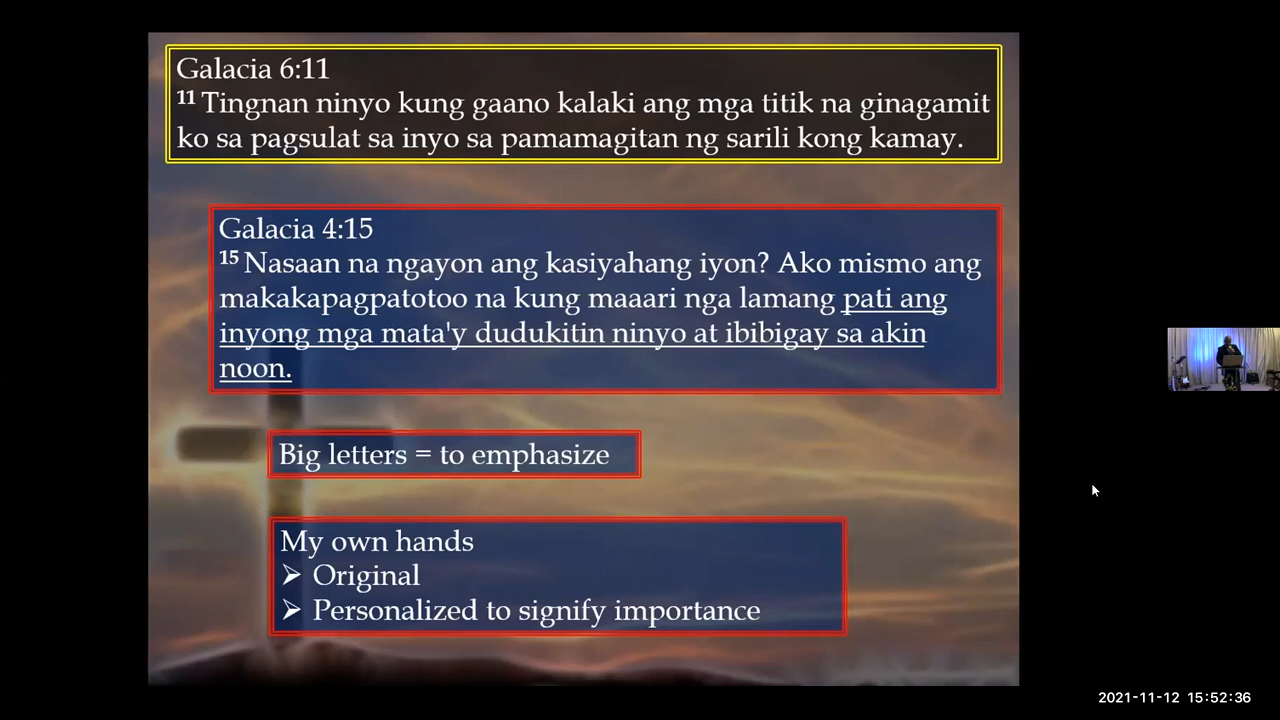 Galacia 6:11
11 Tingnan ninyo kung gaano kalaki ang mga titik na ginagamit
ko sa pagsulat sa inyo sa pamamagitan ng sarili kong kamay.
Galacia 4:15
15 Nasaan na ngayon ang kasiyahang iyon? Ako mismo ang
makakapagpatotoo na kung maaari nga lamang pati ang
inyong mga mata'y dudukitin ninyo at ibibigay sa akin
noon.
Big letters = to emphasize
My own hands
➢ Original
➢ Personalized to signify importance
2021-11-12 15:52:36